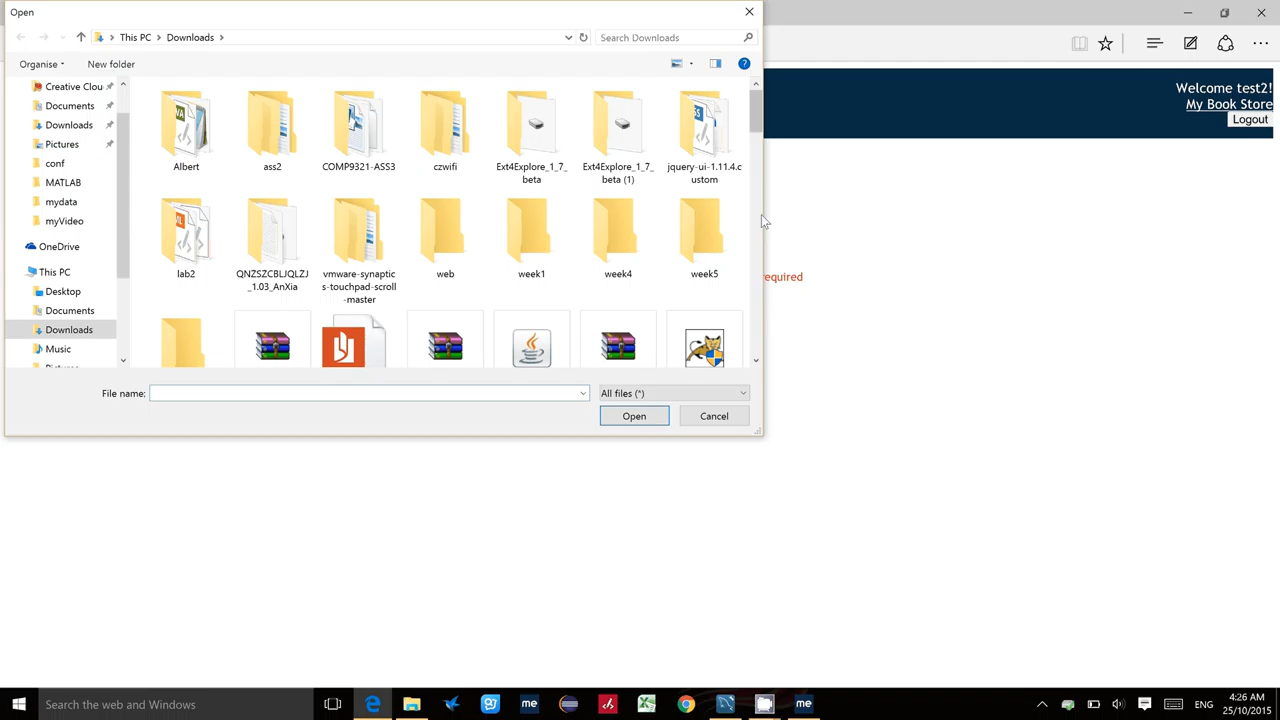 Open
This PC
Downloads
Search Downloads
Organise
New folder
Welcome test2!
My Book Store
Logout
Creative Clou
Documents
Downloads
Pictures
conf
MATLAB
mydata
myVideo
OneDrive
This PC
Desktop
Documents
Downloads
Music
Albert
ass2
COMP9321-ASS3
czwifi
Ext4Explore_1_7_
beta
Ext4Explore_1_7_
beta (1)
jquery-ui-1.11.4.c
ustom
lab2
QNZSZCBLJQLZJ
_1.03_AnXia
vmware-synaptic
s-touchpad-scroll
-master
web
week1
week4
week5
required
File name:
All files (*)
Open
Cancel
Search the web and Windows
me
me
ENG
4:26 AM
25/10/2015